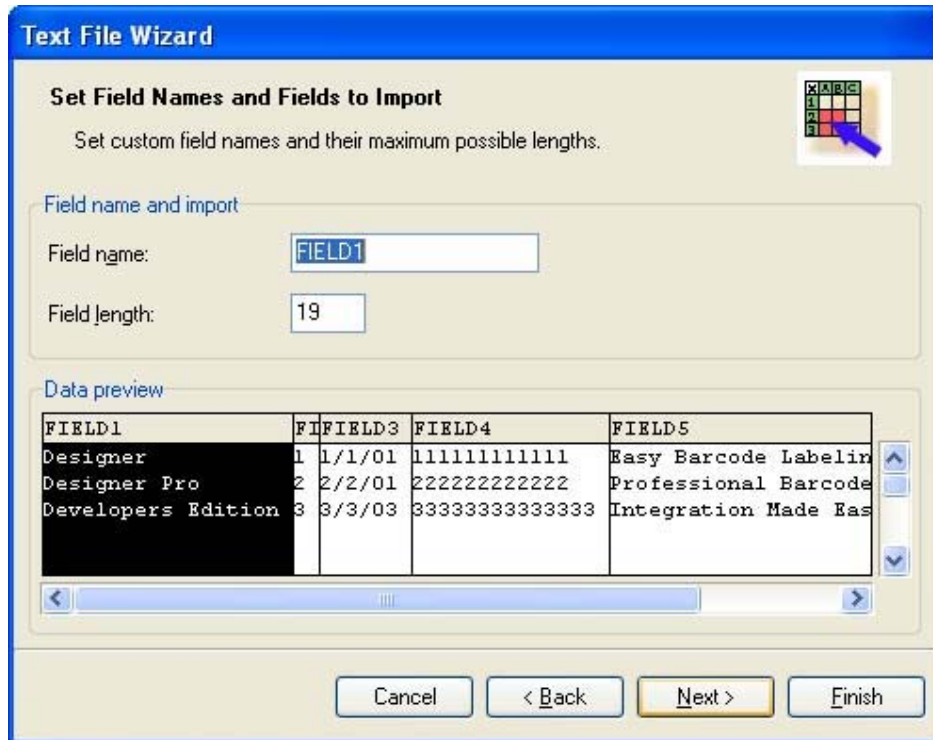 Text File Wizard
Set Field Names and Fields to Import
X A B C
1
2
3
Set custom field names and their maximum possible lengths.
Field name and import
Field name: FIELD1
Field length: 19
Data preview
FIELD1 FI FIELD3 FIELD4 FIELD5
Designer 1 1/1/01 111111111111 Easy Barcode Labelin
Designer Pro 2 2/2/01 222222222222 Professional Barcode
Developers Edition 3 3/3/03 33333333333333 Integration Made Eas
Cancel < Back Next > Finish